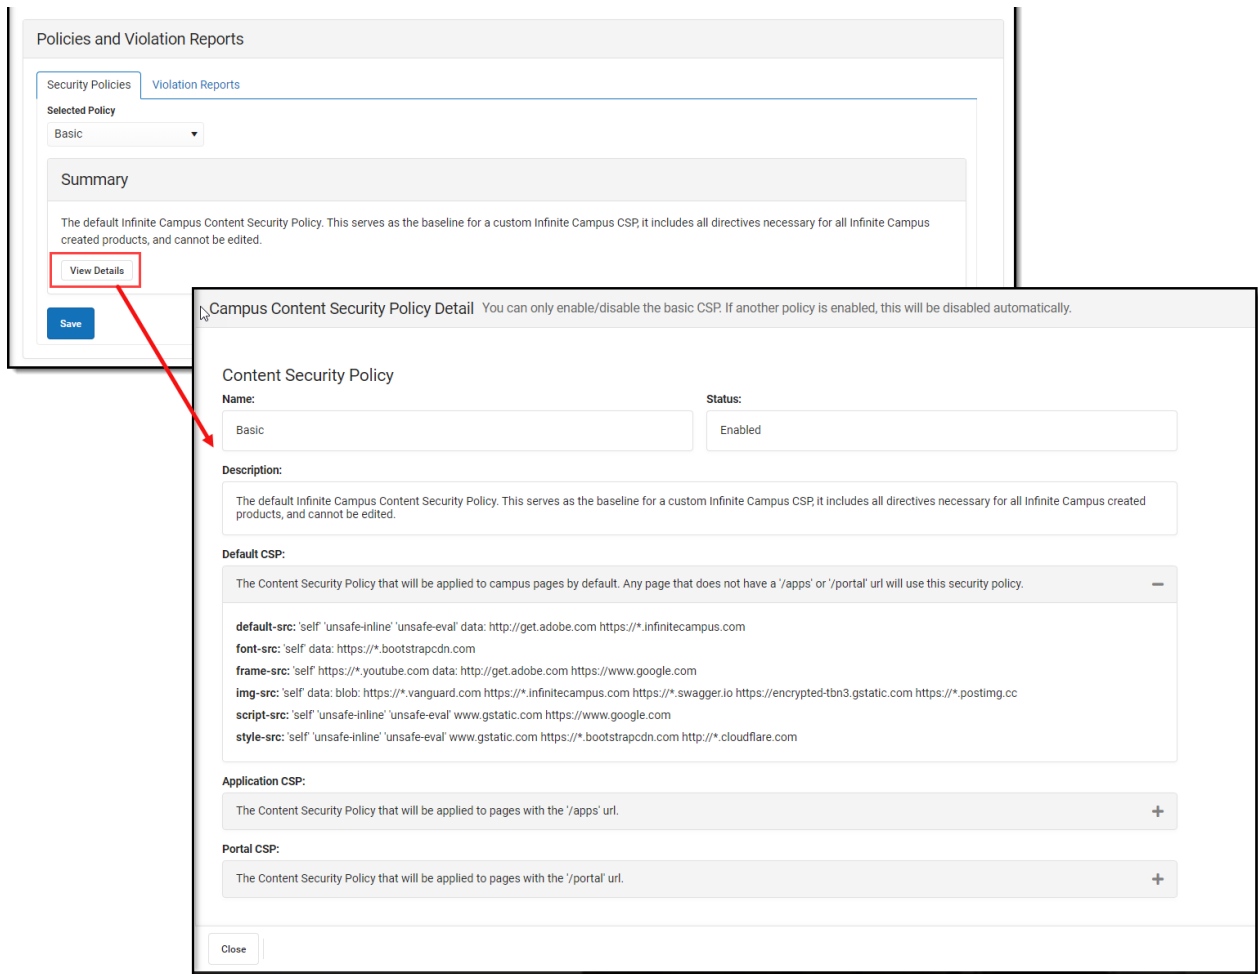 Policies and Violation Reports
Security Policies
Violation Reports
Selected Policy
Basic
Summary
The default Infinite Campus Content Security Policy. This serves as the baseline for a custom Infinite Campus CSP, it includes all directives necessary for all Infinite Campus
created products, and cannot be edited.
View Details
Save
Campus Content Security Policy Detail You can only enable/disable the basic CSP. If another policy is enabled, this will be disabled automatically.
Content Security Policy
Name:
Status:
Basic
Enabled
Description:
The default Infinite Campus Content Security Policy. This serves as the baseline for a custom Infinite Campus CSP, it includes all directives necessary for all Infinite Campus created
products, and cannot be edited.
Default CSP:
The Content Security Policy that will be applied to campus pages by default. Any page that does not have a '/apps' or '/portal' url will use this security policy.
default-src: 'self' 'unsafe-inline' 'unsafe-eval' data: http://get.adobe.com https://*.infinitecampus.com
font-src: 'self' data: https://*.bootstrapcdn.com
frame-src: 'self' https://*.youtube.com data: http://get.adobe.com https://www.google.com
img-src: 'self' data: blob: https://*.vanguard.com https://*.infinitecampus.com https://*.swagger.io https://encrypted-tbn3.gstatic.com https://*.postimg.cc
script-src: 'self' 'unsafe-inline' 'unsafe-eval' www.gstatic.com https://www.google.com
style-src: 'self' 'unsafe-inline' 'unsafe-eval' www.gstatic.com https://*.bootstrapcdn.com http://*.cloudflare.com
Application CSP:
The Content Security Policy that will be applied to pages with the '/apps' url.
Portal CSP:
The Content Security Policy that will be applied to pages with the '/portal' url.
Close